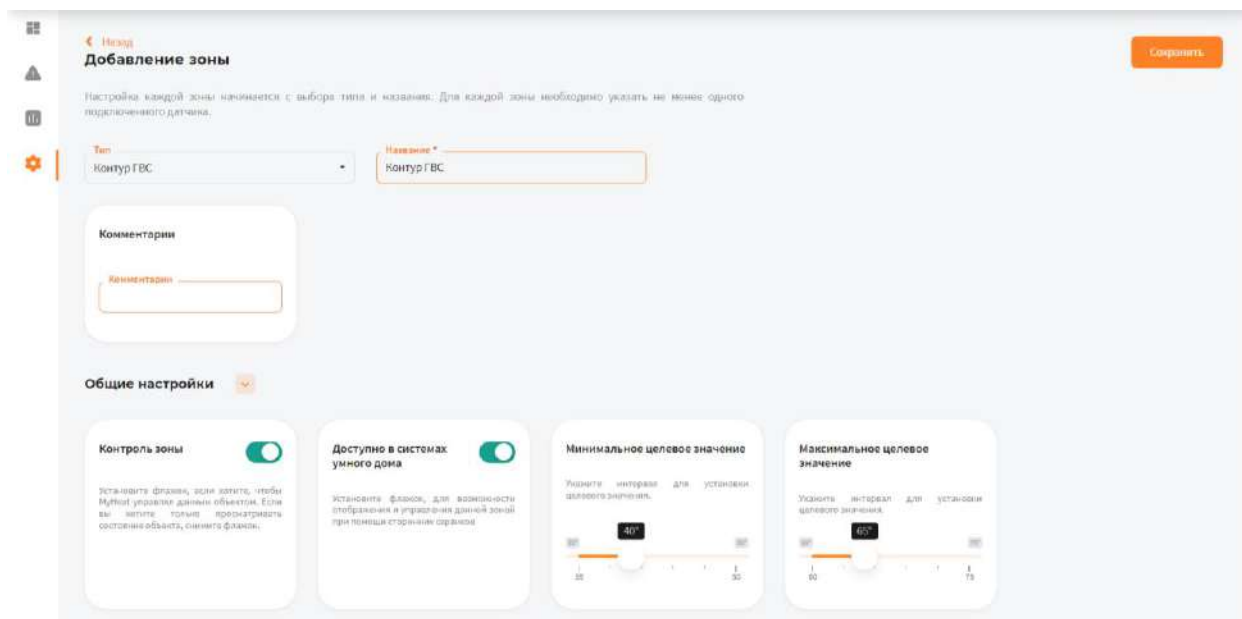 Назад
Сохранить
Добавление зоны
Настройка каждой зоны начинается с выбора типа и названия. Для каждой зоны необходимо указать не менее одного
подключенного датчика.
Тип
Контур ГВС
Название *
Контур ГВС
Комментарии
Комментарии
Общие настройки
Контроль зоны
Установите флажок, если хотите, чтобы
MyHeat управлял данным объектом. Если
вы хотите только просматривать
состояние объекта, снимите флажок.
Доступно в системах
умного дома
Установите флажок, для возможности
отображения и управления данной зоной
при помощи сторонних сервисов
Минимальное целевое значение
Укажите интервал для установки
целевого значения.
40°
35
50
Максимальное целевое
значение
Укажите интервал для установки
целевого значения.
65°
60
75